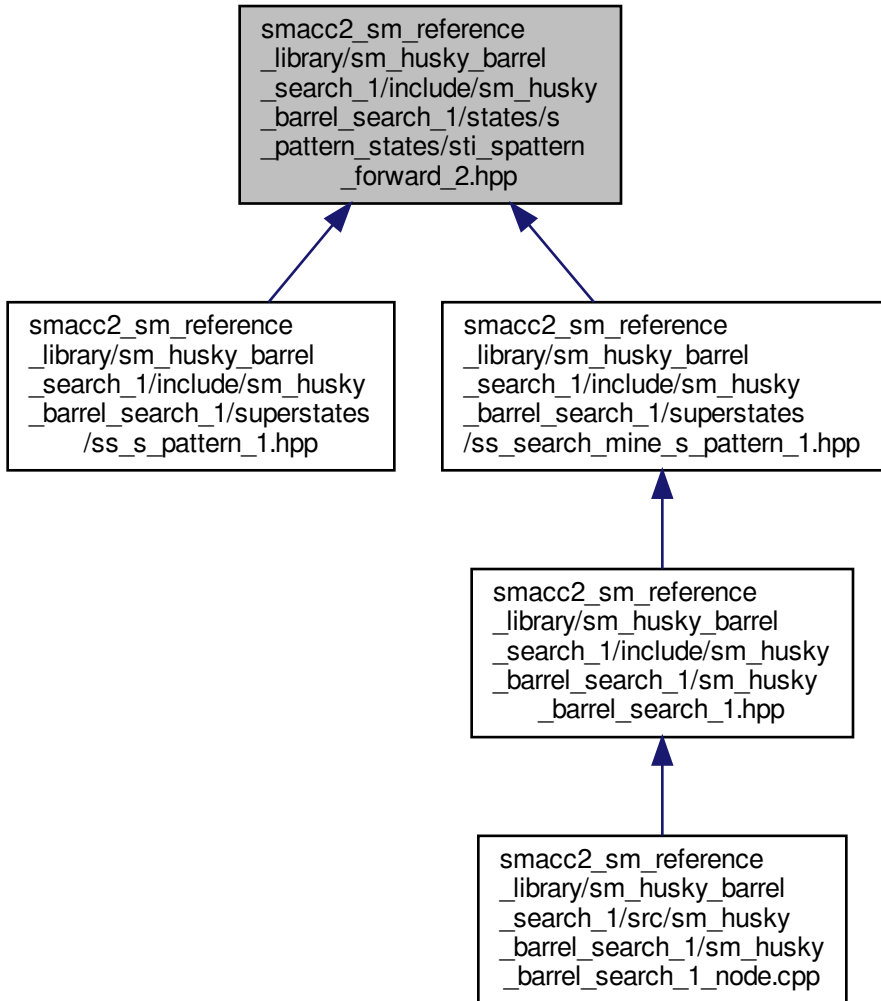 smacc2_sm_reference
_library/sm_husky_barrel
_search_1/include/sm_husky
_barrel_search_1/states/s
_pattern_states/sti_spattern
_forward_2.hpp
smacc2_sm_reference
_library/sm_husky_barrel
_search_1/include/sm_husky
_barrel_search_1/superstates
/ss_s_pattern_1.hpp
smacc2_sm_reference
_library/sm_husky_barrel
_search_1/include/sm_husky
_barrel_search_1/superstates
/ss_search_mine_s_pattern_1.hpp
smacc2_sm_reference
_library/sm_husky_barrel
_search_1/include/sm_husky
_barrel_search_1/sm_husky
_barrel_search_1.hpp
smacc2_sm_reference
_library/sm_husky_barrel
_search_1/src/sm_husky
_barrel_search_1/sm_husky
_barrel_search_1_node.cpp